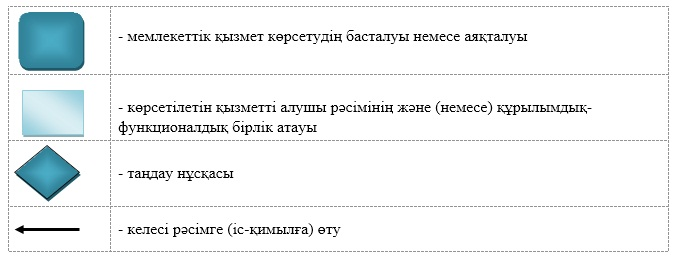 - мемлекеттік қызмет көрсетудің басталуы немесе аяқталуы
- көрсетілетін қызметті алушы рәсімінің және (немесе) құрылымдық-
функционалдық бірлік атауы
- таңдау нұсқасы
- келесі рәсімге (іс-қимылға) өту